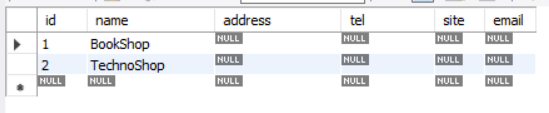 id name address tel site email
1 BookShop NULL NULL NULL NULL
2 TechnoShop NULL NULL NULL NULL
NULL NULL NULL NULL NULL NULL